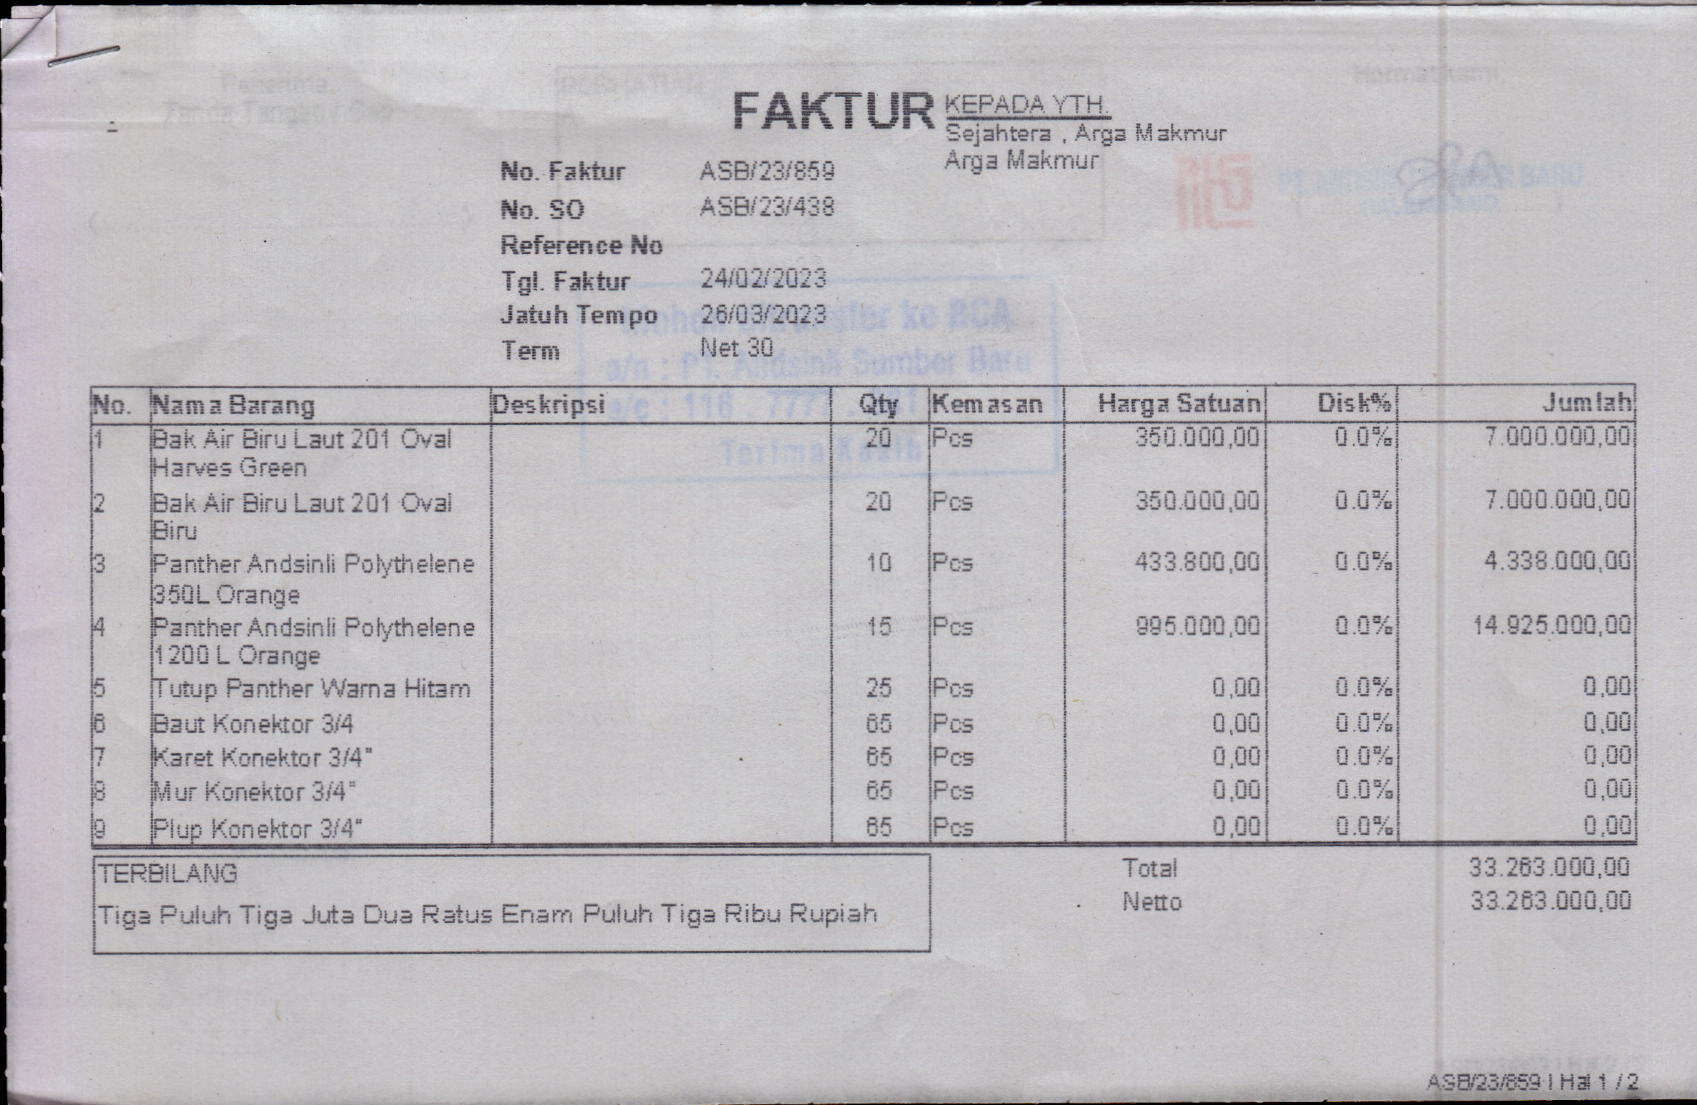 FAKTUR
KEPADA YTH.
Sejahtera , Arga Makmur
Arga Makmur
No. Faktur ASB/23/859
No. SO ASB/23/438
Reference No
Tgl. Faktur 24/02/2023
Jatuh Tempo 26/03/2023
Term Net 30
a/n : PT. Andsinli Sumber Baru
Terima Kasih
No. Nama Barang Deskripsi Qty Kemasan Harga Satuan Disk% Jumlah
1 Bak Air Biru Laut 201 Oval 20 Pcs 350.000,00 0.0% 7.000.000,00
Harves Green
2 Bak Air Biru Laut 201 Oval 20 Pcs 350.000,00 0.0% 7.000.000,00
Biru
3 Panther Andsinli Polythelene 10 Pcs 433.800,00 0.0% 4.338.000,00
350L Orange
4 Panther Andsinli Polythelene 15 Pcs 995.000,00 0.0% 14.925.000,00
1200 L Orange
5 Tutup Panther Warna Hitam 25 Pcs 0,00 0.0% 0,00
6 Baut Konektor 3/4 65 Pcs 0,00 0.0% 0,00
7 Karet Konektor 3/4" 65 Pcs 0,00 0.0% 0,00
8 Mur Konektor 3/4" 65 Pcs 0,00 0.0% 0,00
9 Plup Konektor 3/4" 65 Pcs 0,00 0.0% 0,00
TERBILANG
Tiga Puluh Tiga Juta Dua Ratus Enam Puluh Tiga Ribu Rupiah
Total 33.263.000,00
Netto 33.263.000,00
ASB/23/859 | Hal 1 / 2